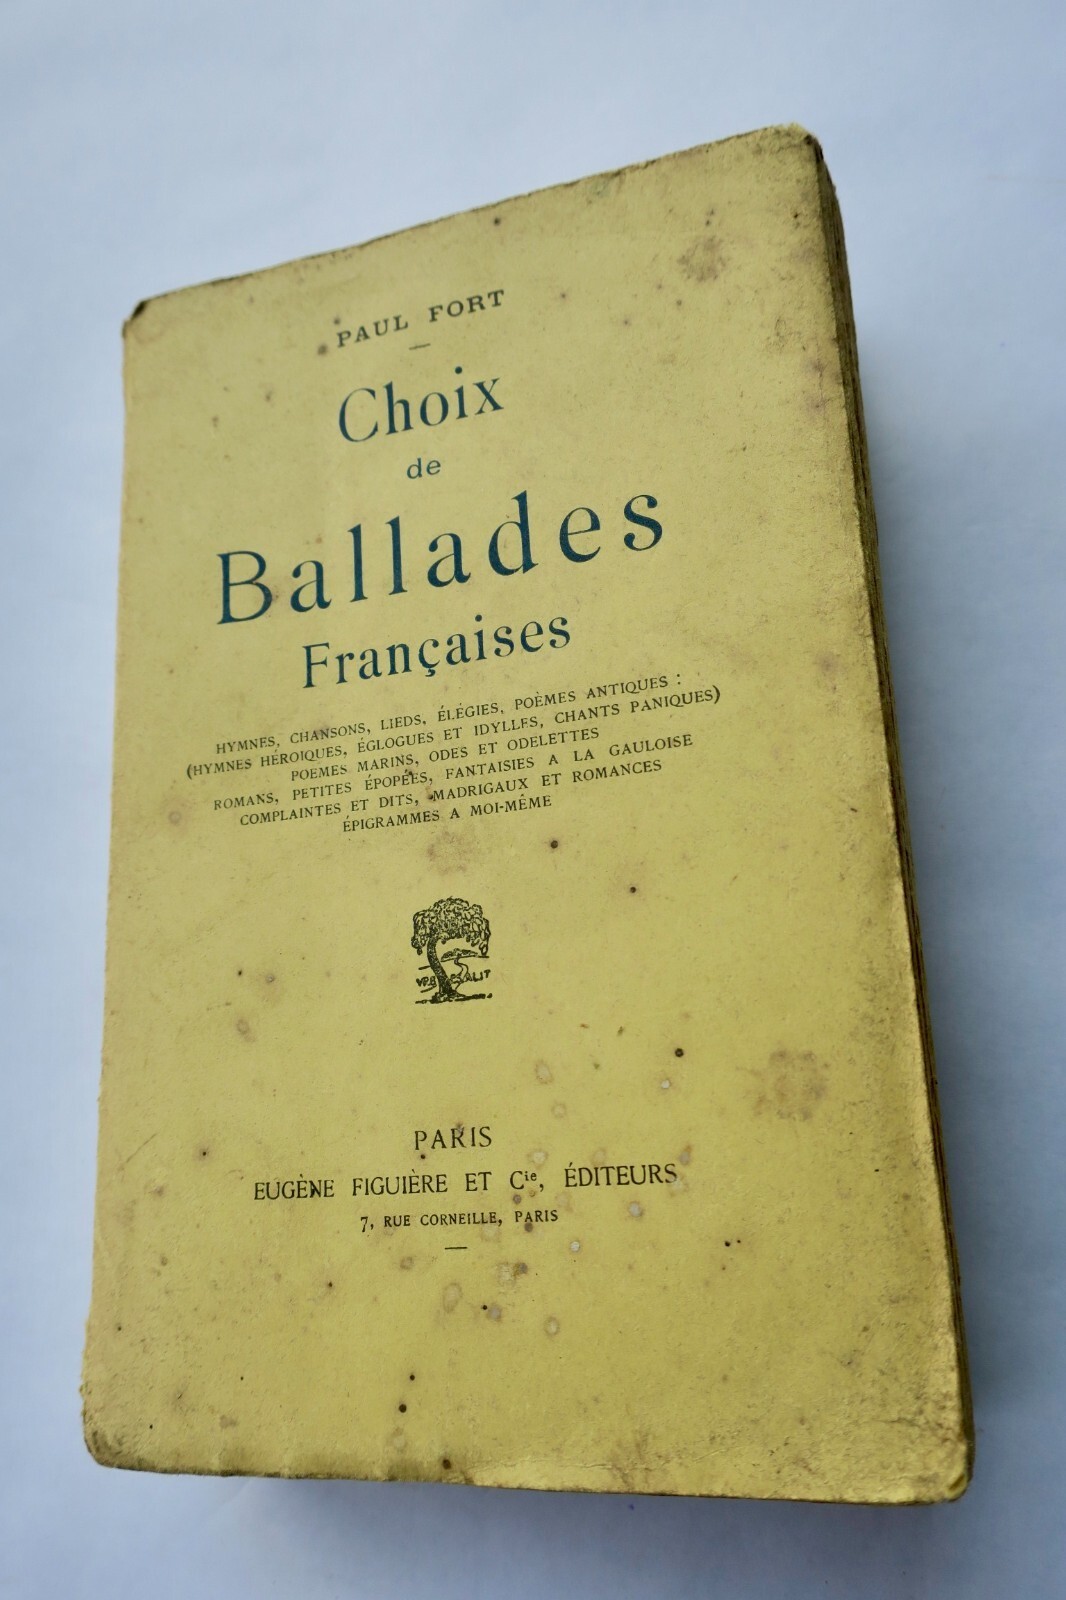 PAUL FORT
Choix
de
Ballades
Françaises
HYMNES, CHANSONS, LIEDS, ÉLÉGIES, POÈMES ANTIQUES :
(HYMNES HÉROIQUES, ÉGLOGUES ET IDYLLES, CHANTS PANIQUES)
POEMES MARINS, ODES ET ODELETTES
ROMANS, PETITES ÉPOPÉES, FANTAISIES A LA GAULOISE
COMPLAINTES ET DITS, MADRIGAUX ET ROMANCES
ÉPIGRAMMES A MOI-MÊME
PARIS
EUGÈNE FIGUIÈRE ET Cie, ÉDITEURS
7, RUE CORNEILLE, PARIS